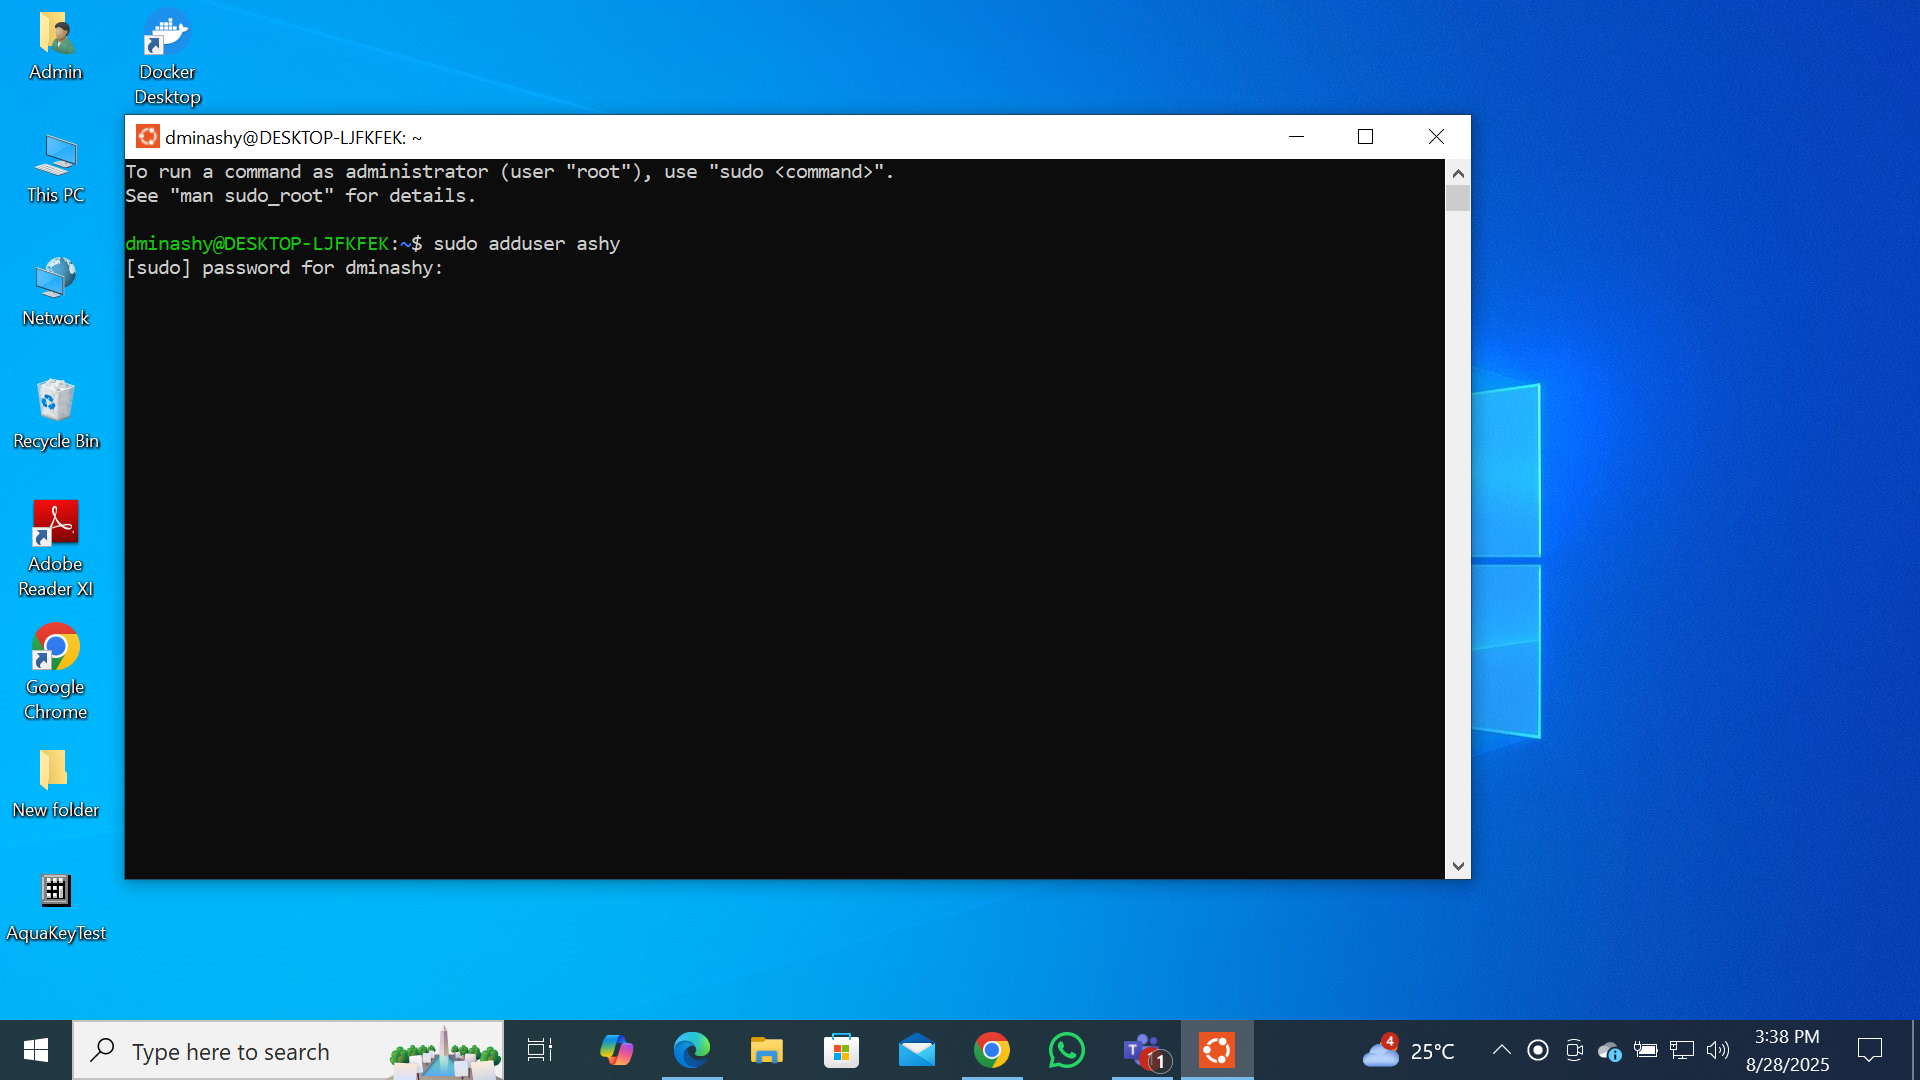 Admin
Docker
Desktop
This PC
Network
Recycle Bin
Adobe
Reader XI
Google
Chrome
New folder
AquaKeyTest
dminashy@DESKTOP-LJFKFEK: ~
To run a command as administrator (user "root"), use "sudo <command>".
See "man sudo_root" for details.
dminashy@DESKTOP-LJFKFEK:~$ sudo adduser ashy
[sudo] password for dminashy:
Type here to search
1
4
25°C
3:38 PM
8/28/2025